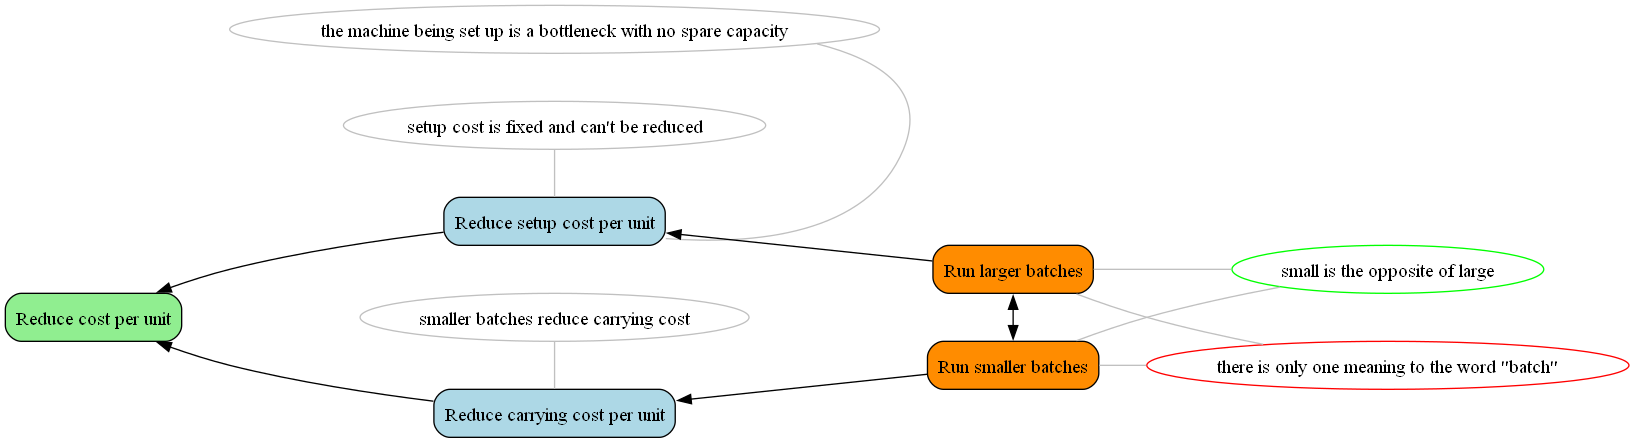 the machine being set up is a bottleneck with no spare capacity
setup cost is fixed and can't be reduced
Reduce setup cost per unit
Run larger batches
small is the opposite of large
Reduce cost per unit
smaller batches reduce carrying cost
Run smaller batches
there is only one meaning to the word "batch"
Reduce carrying cost per unit